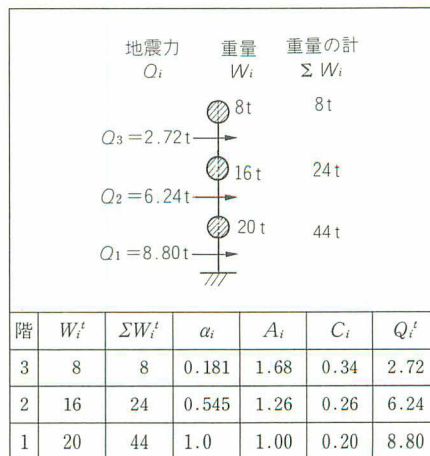 地震力 重量 重量の計
Qi Wi Σ Wi
8t 8t
Q3=2.72t
16t 24t
Q2=6.24t
20t 44t
Q1=8.80t
階 Wiᵗ ΣWiᵗ αi Ai Ci Qiᵗ
3 8 8 0.181 1.68 0.34 2.72
2 16 24 0.545 1.26 0.26 6.24
1 20 44 1.0 1.00 0.20 8.80